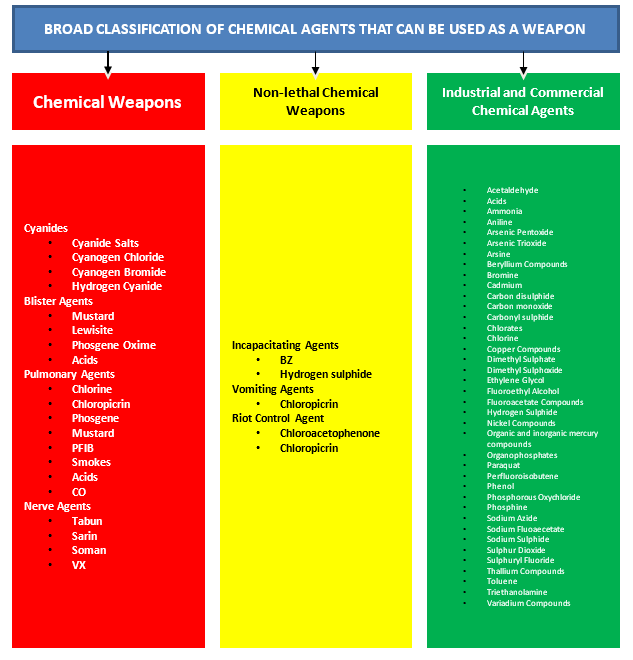 BROAD CLASSIFICATION OF CHEMICAL AGENTS THAT CAN BE USED AS A WEAPON
Chemical Weapons
Non-lethal Chemical
Weapons
Industrial and Commercial
Chemical Agents
Cyanides
• Cyanide Salts
• Cyanogen Chloride
• Cyanogen Bromide
• Hydrogen Cyanide
Blister Agents
• Mustard
• Lewisite
• Phosgene Oxime
• Acids
Pulmonary Agents
• Chlorine
• Chloropicrin
• Phosgene
• Mustard
• PFIB
• Smokes
• Acids
• CO
Nerve Agents
• Tabun
• Sarin
• Soman
• VX
Incapacitating Agents
• BZ
• Hydrogen sulphide
Vomiting Agents
• Chloropicrin
Riot Control Agent
• Chloroacetophenone
• Chloropicrin
• Acetaldehyde
• Acids
• Ammonia
• Aniline
• Arsenic Pentoxide
• Arsenic Trioxide
• Arsine
• Beryllium Compounds
• Bromine
• Cadmium
• Carbon disulphide
• Carbon monoxide
• Carbonyl sulphide
• Chlorates
• Chlorine
• Copper Compounds
• Dimethyl Sulphate
• Dimethyl Sulphoxide
• Ethylene Glycol
• Fluoroethyl Alcohol
• Fluoroacetate Compounds
• Hydrogen Sulphide
• Nickel Compounds
• Organic and inorganic mercury
compounds
• Organophosphates
• Paraquat
• Perfluoroisobutene
• Phenol
• Phosphorous Oxychloride
• Phosphine
• Sodium Azide
• Sodium Fluoaecetate
• Sodium Sulphide
• Sulphur Dioxide
• Sulphuryl Fluoride
• Thallium Compounds
• Toluene
• Triethanolamine
• Variadium Compounds